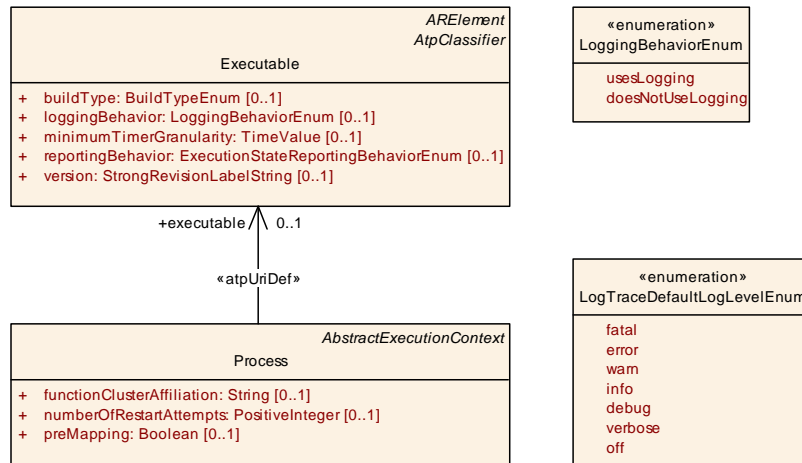 ARElement
AtpClassifier
Executable
+ buildType: BuildTypeEnum [0..1]
+ loggingBehavior: LoggingBehaviorEnum [0..1]
+ minimumTimerGranularity: TimeValue [0..1]
+ reportingBehavior: ExecutionStateReportingBehaviorEnum [0..1]
+ version: StrongRevisionLabelString [0..1]
«enumeration»
LoggingBehaviorEnum
usesLogging
doesNotUseLogging
+executable 0..1
«atpUriDef»
AbstractExecutionContext
Process
+ functionClusterAffiliation: String [0..1]
+ numberOfRestartAttempts: PositiveInteger [0..1]
+ preMapping: Boolean [0..1]
«enumeration»
LogTraceDefaultLogLevelEnum
fatal
error
warn
info
debug
verbose
off